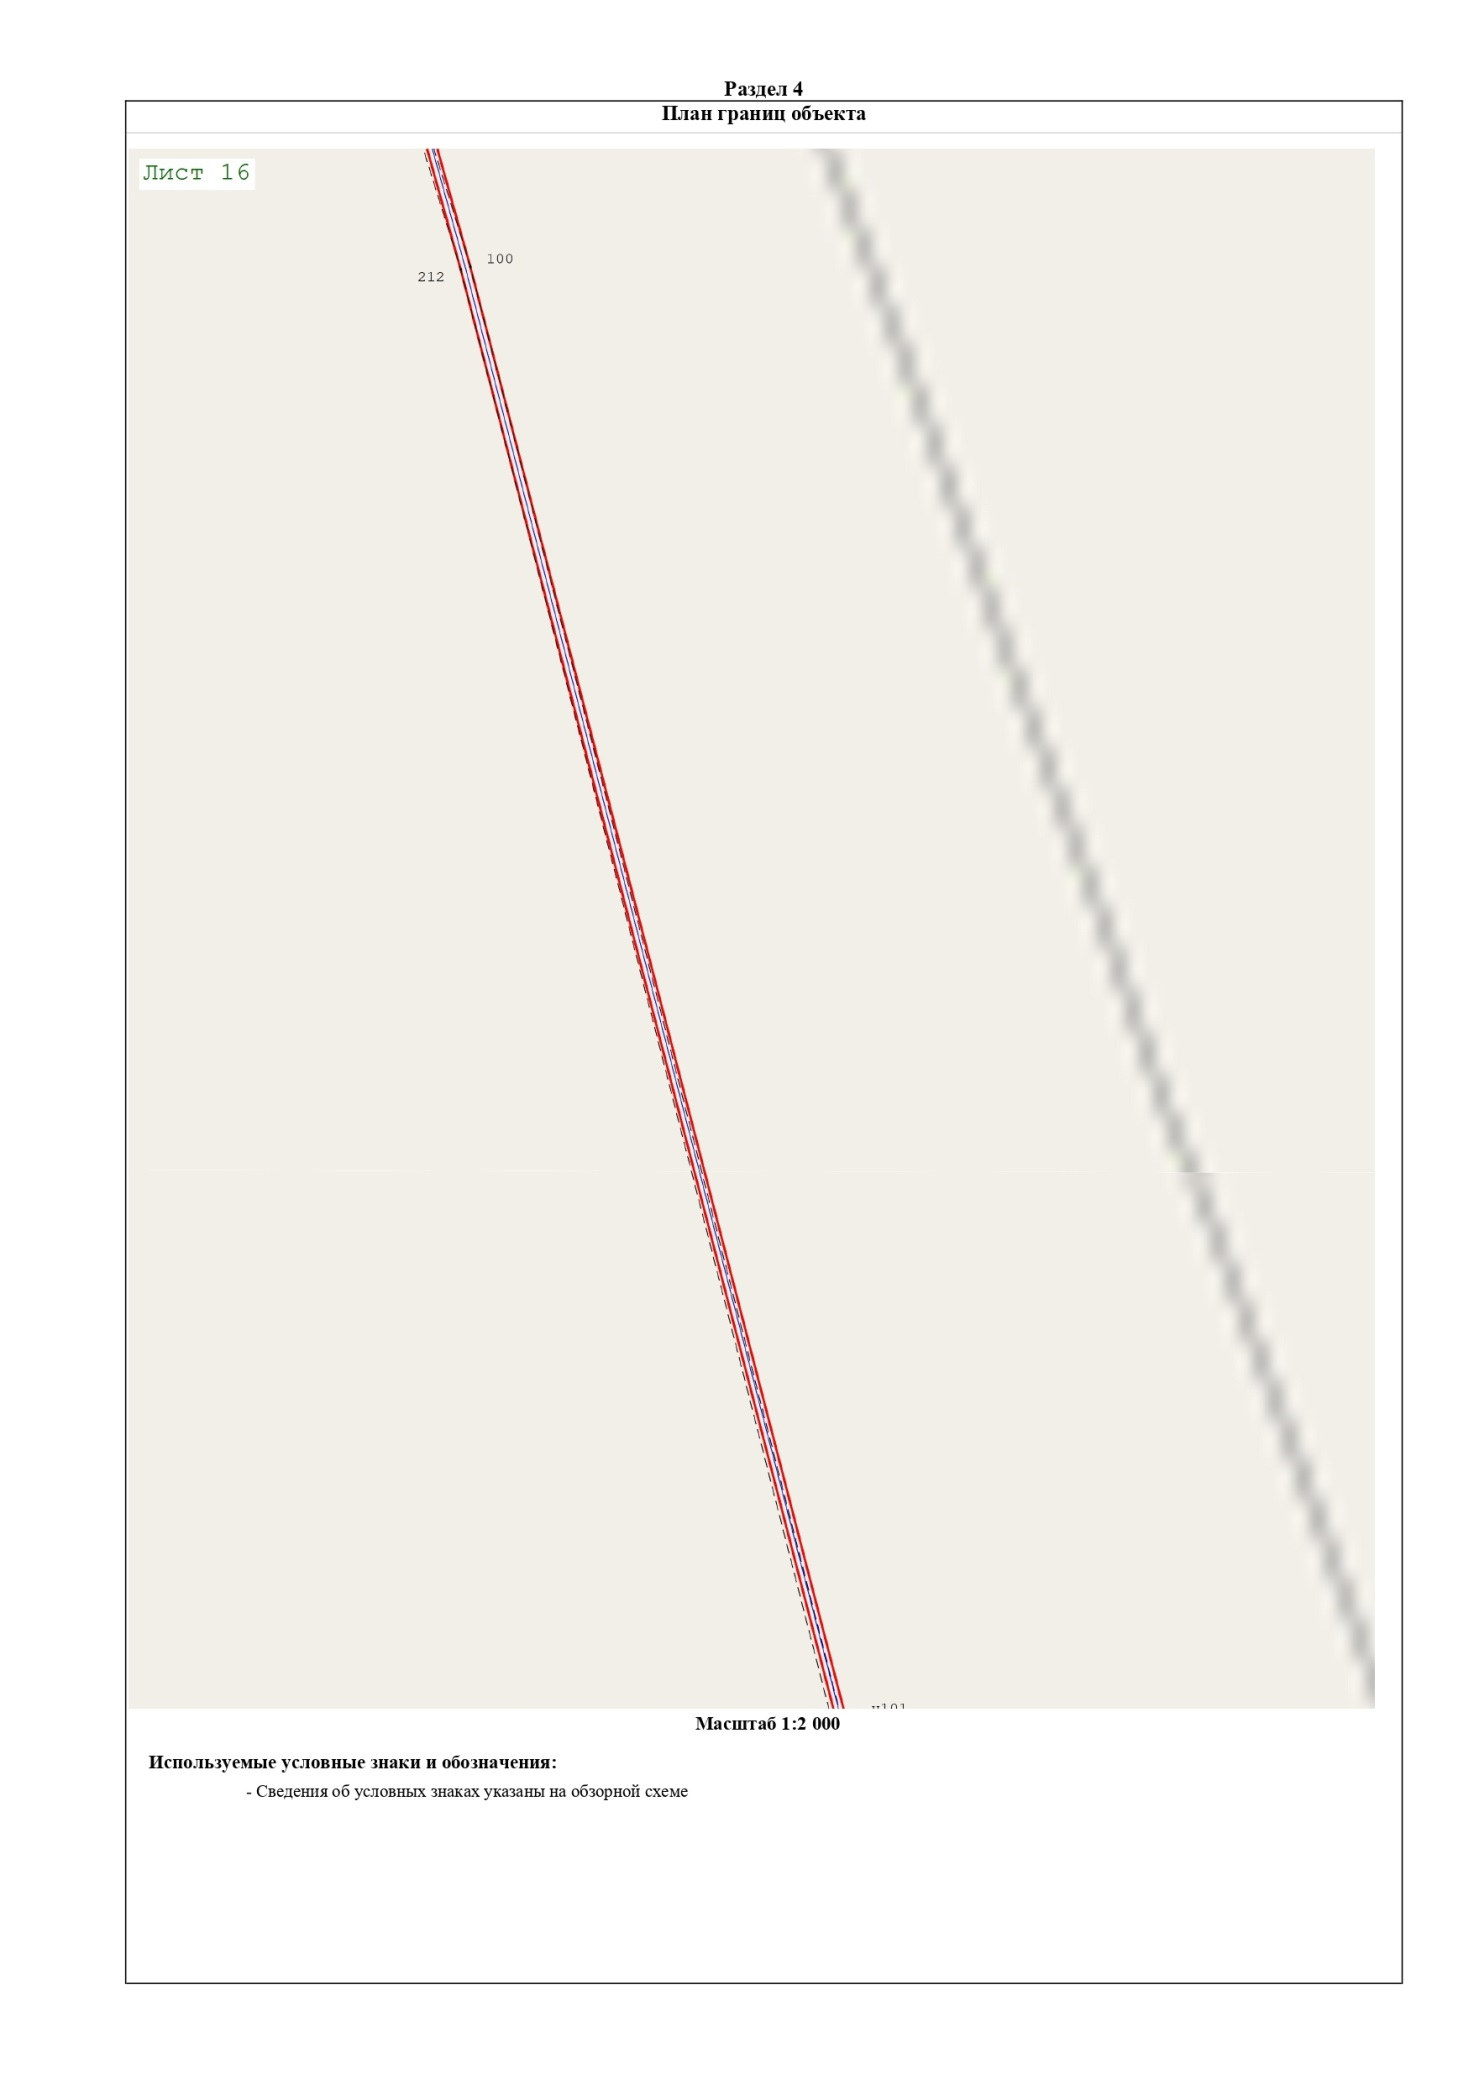 Раздел 4
План границ объекта
Лист 16
100
212
Масштаб 1:2 000
Используемые условные знаки и обозначения:
- Сведения об условных знаках указаны на обзорной схеме